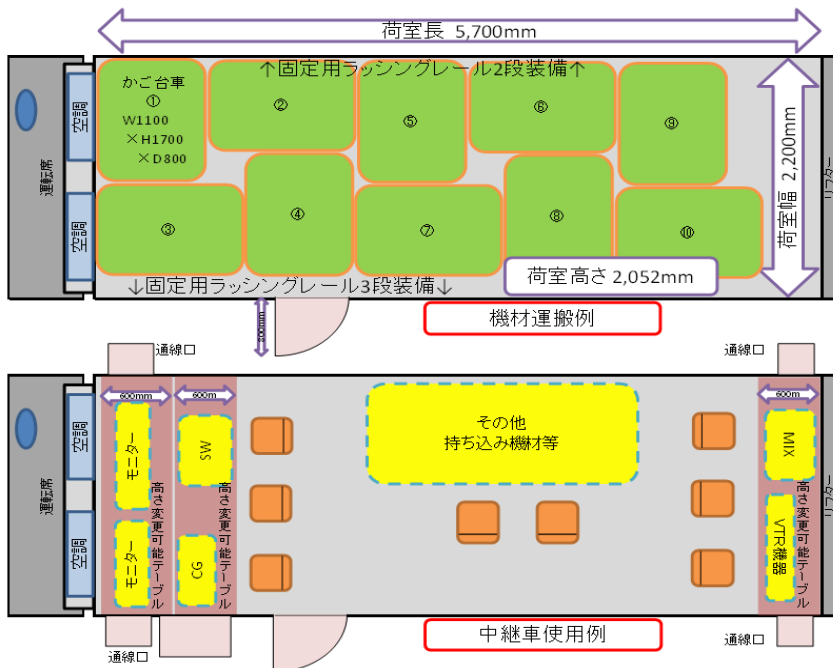 荷室長 5,700mm
↑固定用ラッシングレール2段装備↑
かご台車
①
W1100
×H1700
×D800
②
⑤
⑥
⑨
空調
運転席
空調
③
④
⑦
⑧
⑩
荷室幅 2,200mm
リフター
荷室高さ 2,052mm
↓固定用ラッシングレール3段装備↓
800mm
機材運搬例
通線口
通線口
600mm
600m
600m
空調
運転席
空調
モニター
モニター
高さ変更可能テーブル
SW
CG
高さ変更可能テーブル
その他
持ち込み機材等
MIX
VTR機器
高さ変更可能テーブル
リフター
通線口
中継車使用例
通線口